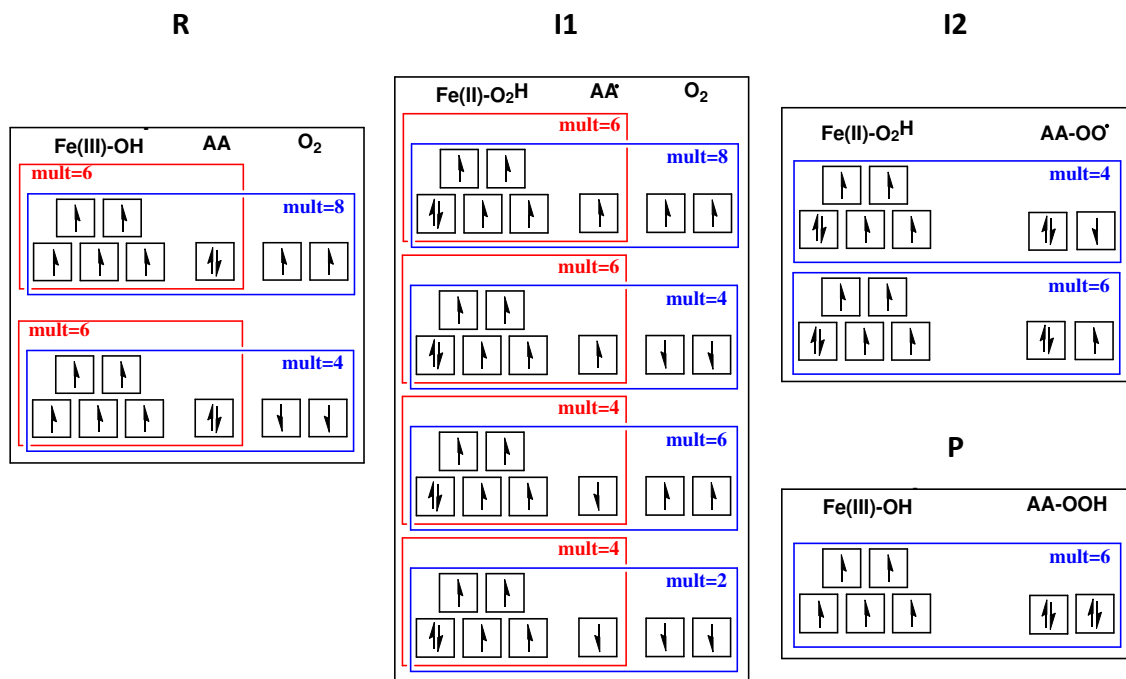 R
I1
I2
Fe(III)-OH AA O2
mult=6
mult=8
mult=6
mult=4
Fe(II)-O2H AA• O2
mult=6
mult=8
mult=6
mult=4
mult=4
mult=6
mult=4
mult=2
Fe(II)-O2H AA-OO•
mult=4
mult=6
P
Fe(III)-OH AA-OOH
mult=6